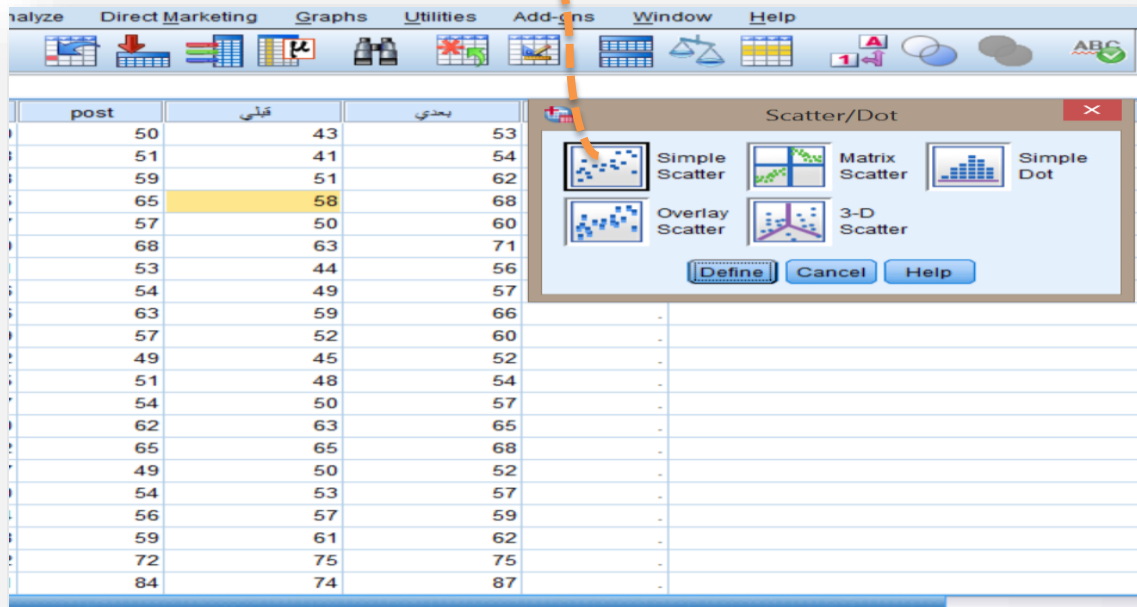 nalyze Direct Marketing Graphs Utilities Add-ons Window Help
µ A 1 ABC
post قبلي بعدي
50 43 53
51 41 54
59 51 62
65 58 68
57 50 60
68 63 71
53 44 56
54 49 57
63 59 66
57 52 60
49 45 52
51 48 54
54 50 57
62 63 65
65 65 68
49 50 52
54 53 57
56 57 59
59 61 62
72 75 75
84 74 87
Scatter/Dot
Simple Scatter
Matrix Scatter
Simple Dot
Overlay Scatter
3-D Scatter
Define Cancel Help